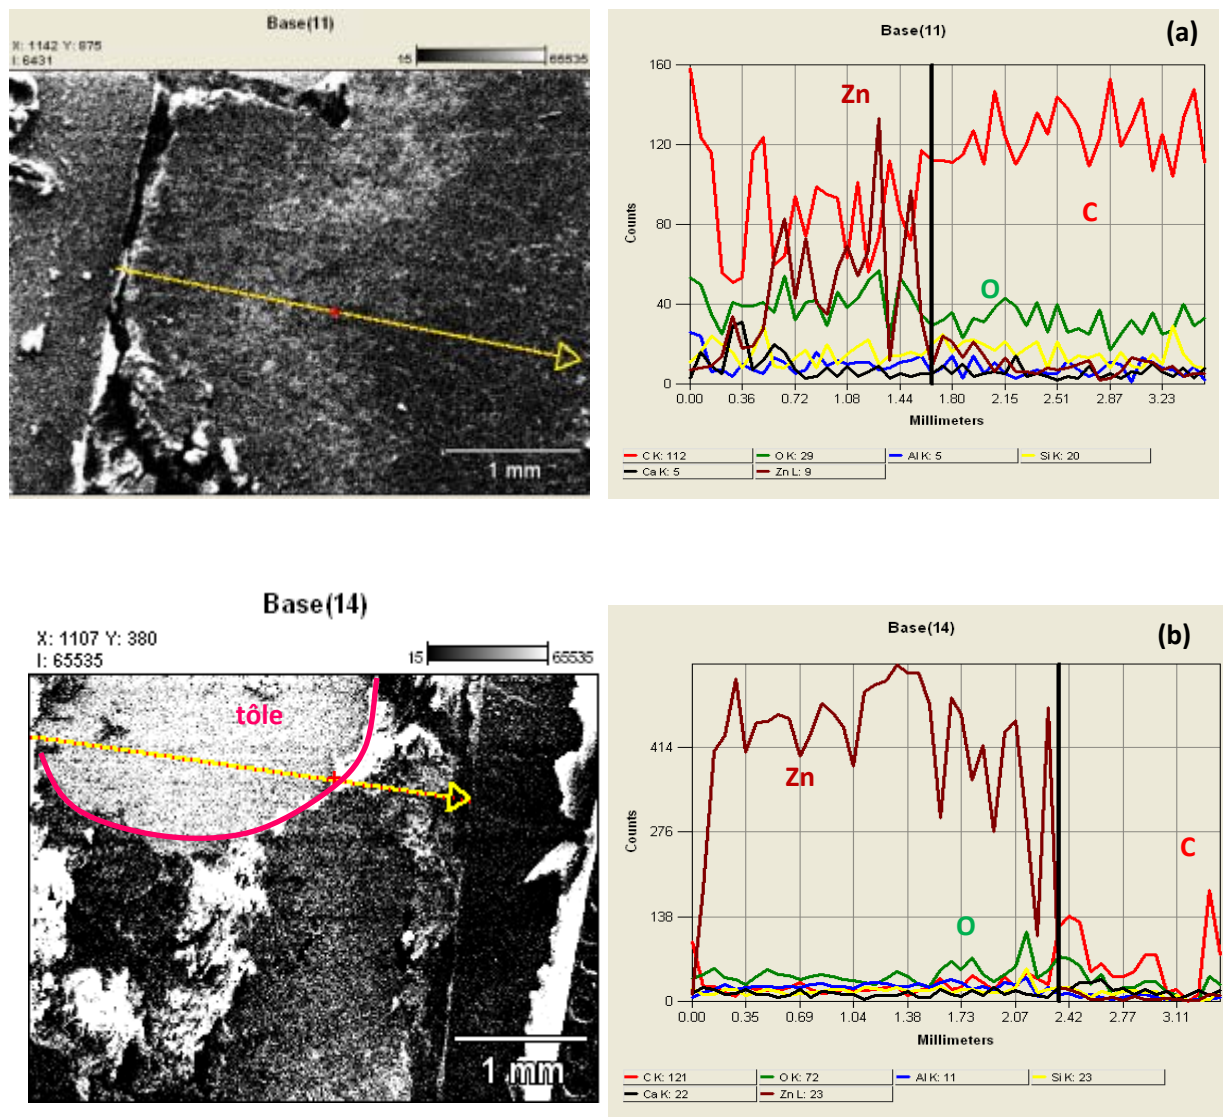 Base(11)
X: 1142 Y: 875
I: 6431
15
65535
1 mm
Base(11)
(a)
160
120
80
40
0
Counts
Zn
C
O
0.00 0.36 0.72 1.08 1.44 1.80 2.15 2.51 2.87 3.23
Millimeters
C K: 112 O K: 29 Al K: 5 Si K: 20
Ca K: 5 Zn L: 9
Base(14)
X: 1107 Y: 380
I: 65535
15
65535
tôle
1 mm
Base(14)
(b)
414
276
138
0
Counts
Zn
C
O
0.00 0.35 0.69 1.04 1.38 1.73 2.07 2.42 2.77 3.11
Millimeters
C K: 121 O K: 72 Al K: 11 Si K: 23
Ca K: 22 Zn L: 23